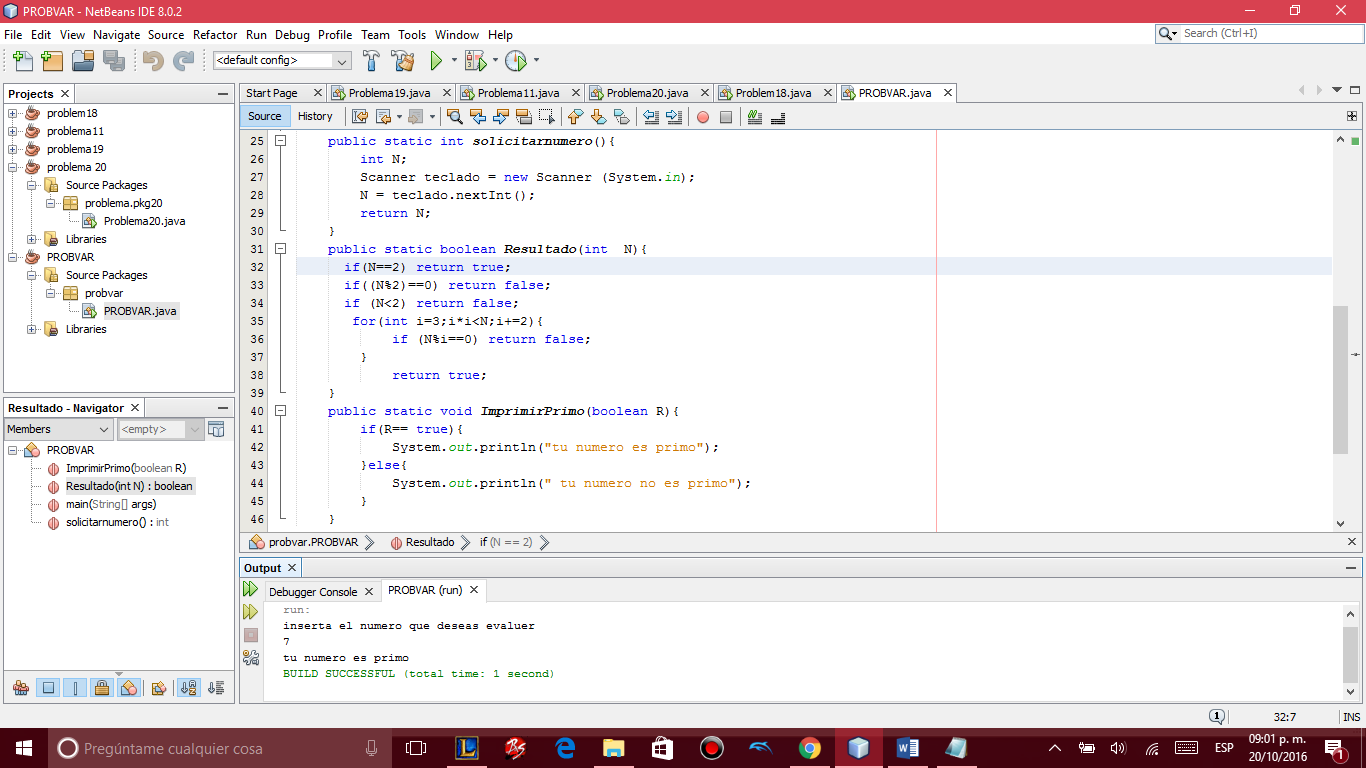 PROBVAR - NetBeans IDE 8.0.2
File Edit View Navigate Source Refactor Run Debug Profile Team Tools Window Help
Search (Ctrl+I)
<default config>
Projects
problem18
problema11
problema19
problema 20
Source Packages
problema.pkg20
Problema20.java
Libraries
PROBVAR
Source Packages
probvar
PROBVAR.java
Libraries
Resultado - Navigator
Members
<empty>
PROBVAR
ImprimirPrimo(boolean R)
Resultado(int N) : boolean
main(String[] args)
solicitarnumero() : int
Start Page Problema19.java Problema11.java Problema20.java Problem18.java PROBVAR.java
Source History
25 public static int solicitarnumero(){
26 int N;
27 Scanner teclado = new Scanner (System.in);
28 N = teclado.nextInt();
29 return N;
30 }
31 public static boolean Resultado(int  N){
32 if(N==2) return true;
33 if((N%2)==0) return false;
34 if (N<2) return false;
35 for(int i=3;i*i<N;i+=2){
36 if (N%i==0) return false;
37 }
38 return true;
39 }
40 public static void ImprimirPrimo(boolean R){
41 if(R== true){
42 System.out.println("tu numero es primo");
43 }else{
44 System.out.println(" tu numero no es primo");
45 }
46 }
probvar.PROBVAR Resultado if (N == 2)
Output
Debugger Console PROBVAR (run)
run:
inserta el numero que deseas evaluer
7
tu numero es primo
BUILD SUCCESSFUL (total time: 1 second)
1 32:7 INS
Pregúntame cualquier cosa
ESP
09:01 p. m.
20/10/2016
1